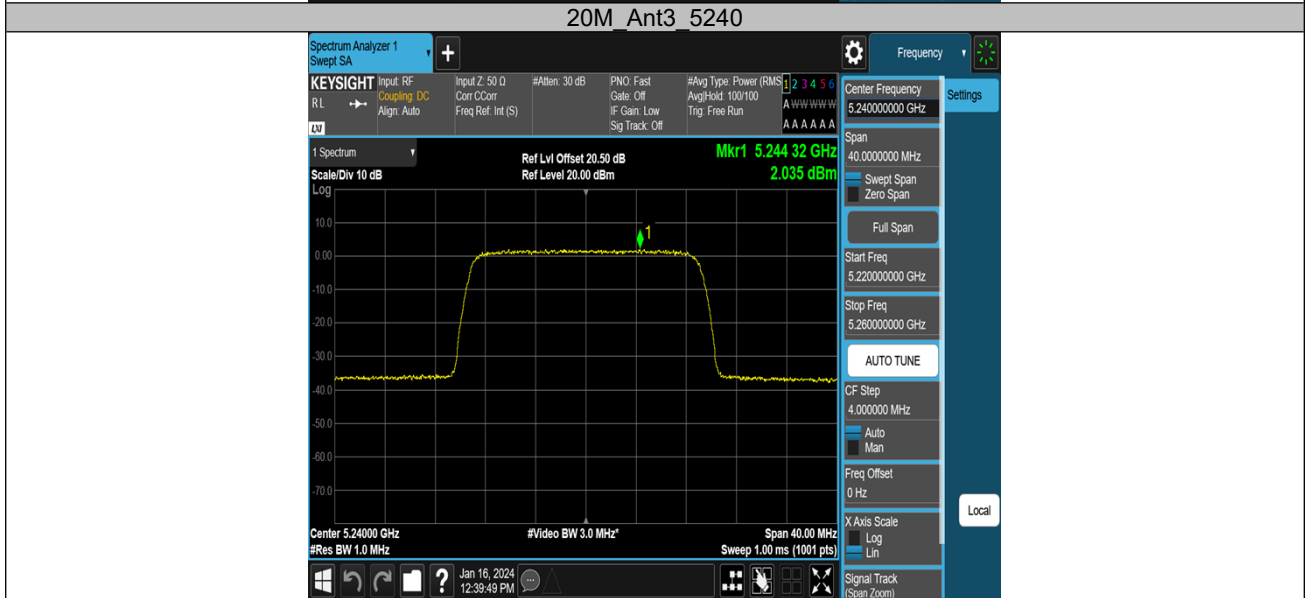 20M_Ant3_5240
Spectrum Analyzer 1
Swept SA
Frequency
KEYSIGHT
RL
LXI
Input: RF
Coupling: DC
Align: Auto
Input Z: 50 Ω
Corr CCorr
Freq Ref: Int (S)
#Atten: 30 dB
PNO: Fast
Gate: Off
IF Gain: Low
Sig Track: Off
#Avg Type: Power (RMS
Avg|Hold: 100/100
Trig: Free Run
1 2 3 4 5 6
A W W W W W
A A A A A A
1 Spectrum
Scale/Div 10 dB
Log
Ref Lvl Offset 20.50 dB
Ref Level 20.00 dBm
Mkr1 5.244 32 GHz
2.035 dBm
1
10.0
0.00
-10.0
-20.0
-30.0
-40.0
-50.0
-60.0
-70.0
Center 5.24000 GHz
#Res BW 1.0 MHz
#Video BW 3.0 MHz*
Span 40.00 MHz
Sweep 1.00 ms (1001 pts)
Center Frequency
5.240000000 GHz
Settings
Span
40.0000000 MHz
Swept Span
Zero Span
Full Span
Start Freq
5.220000000 GHz
Stop Freq
5.260000000 GHz
AUTO TUNE
CF Step
4.000000 MHz
Auto
Man
Freq Offset
0 Hz
X Axis Scale
Log
Lin
Local
Signal Track
(Span Zoom)
?
Jan 16, 2024
12:39:49 PM